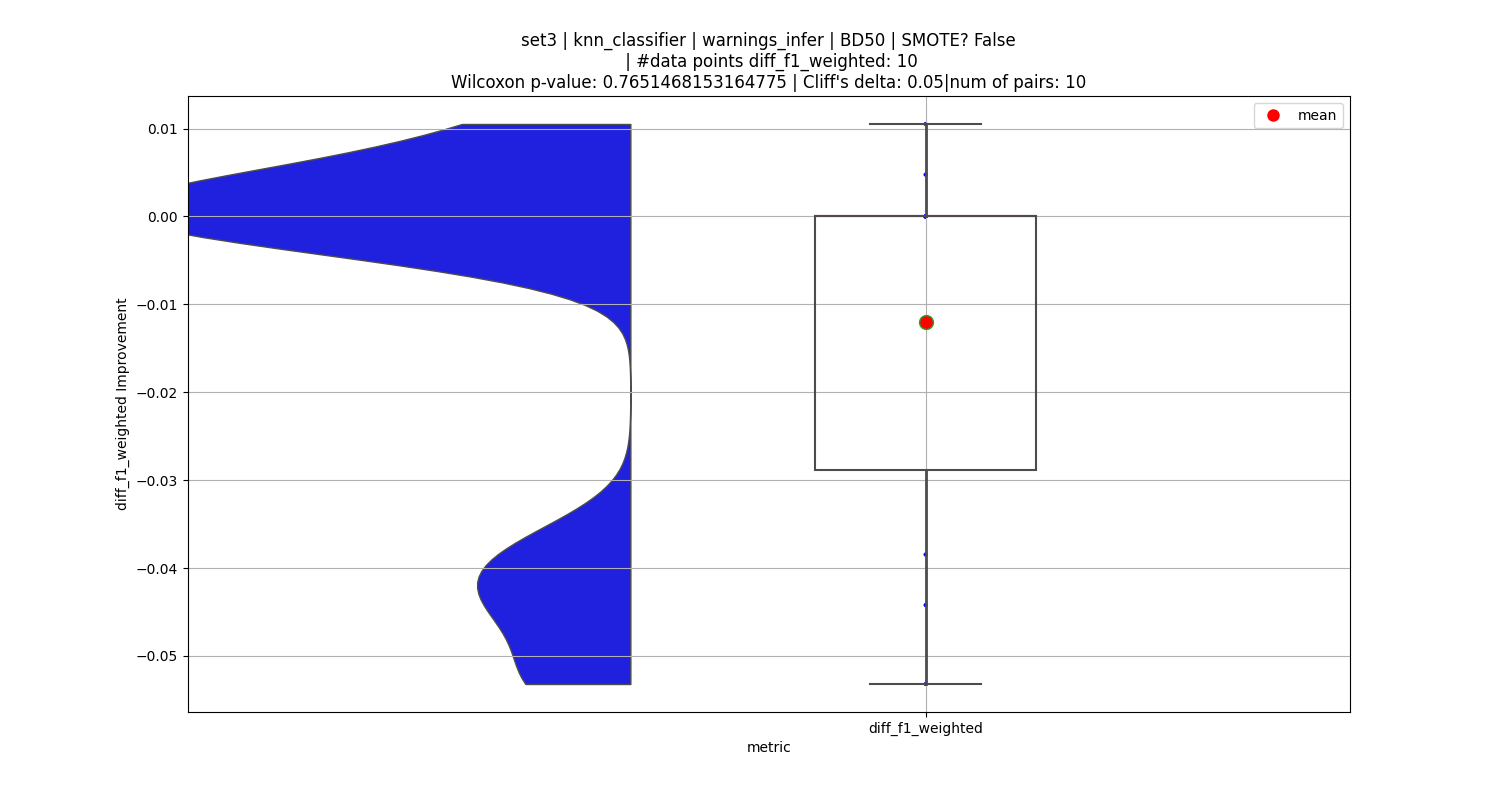 set3 | knn_classifier | warnings_infer | BD50 | SMOTE? False
| #data points diff_f1_weighted: 10
Wilcoxon p-value: 0.7651468153164775 | Cliff's delta: 0.05|num of pairs: 10
mean
0.01
0.00
−0.01
−0.02
−0.03
−0.04
−0.05
diff_f1_weighted Improvement
diff_f1_weighted
metric